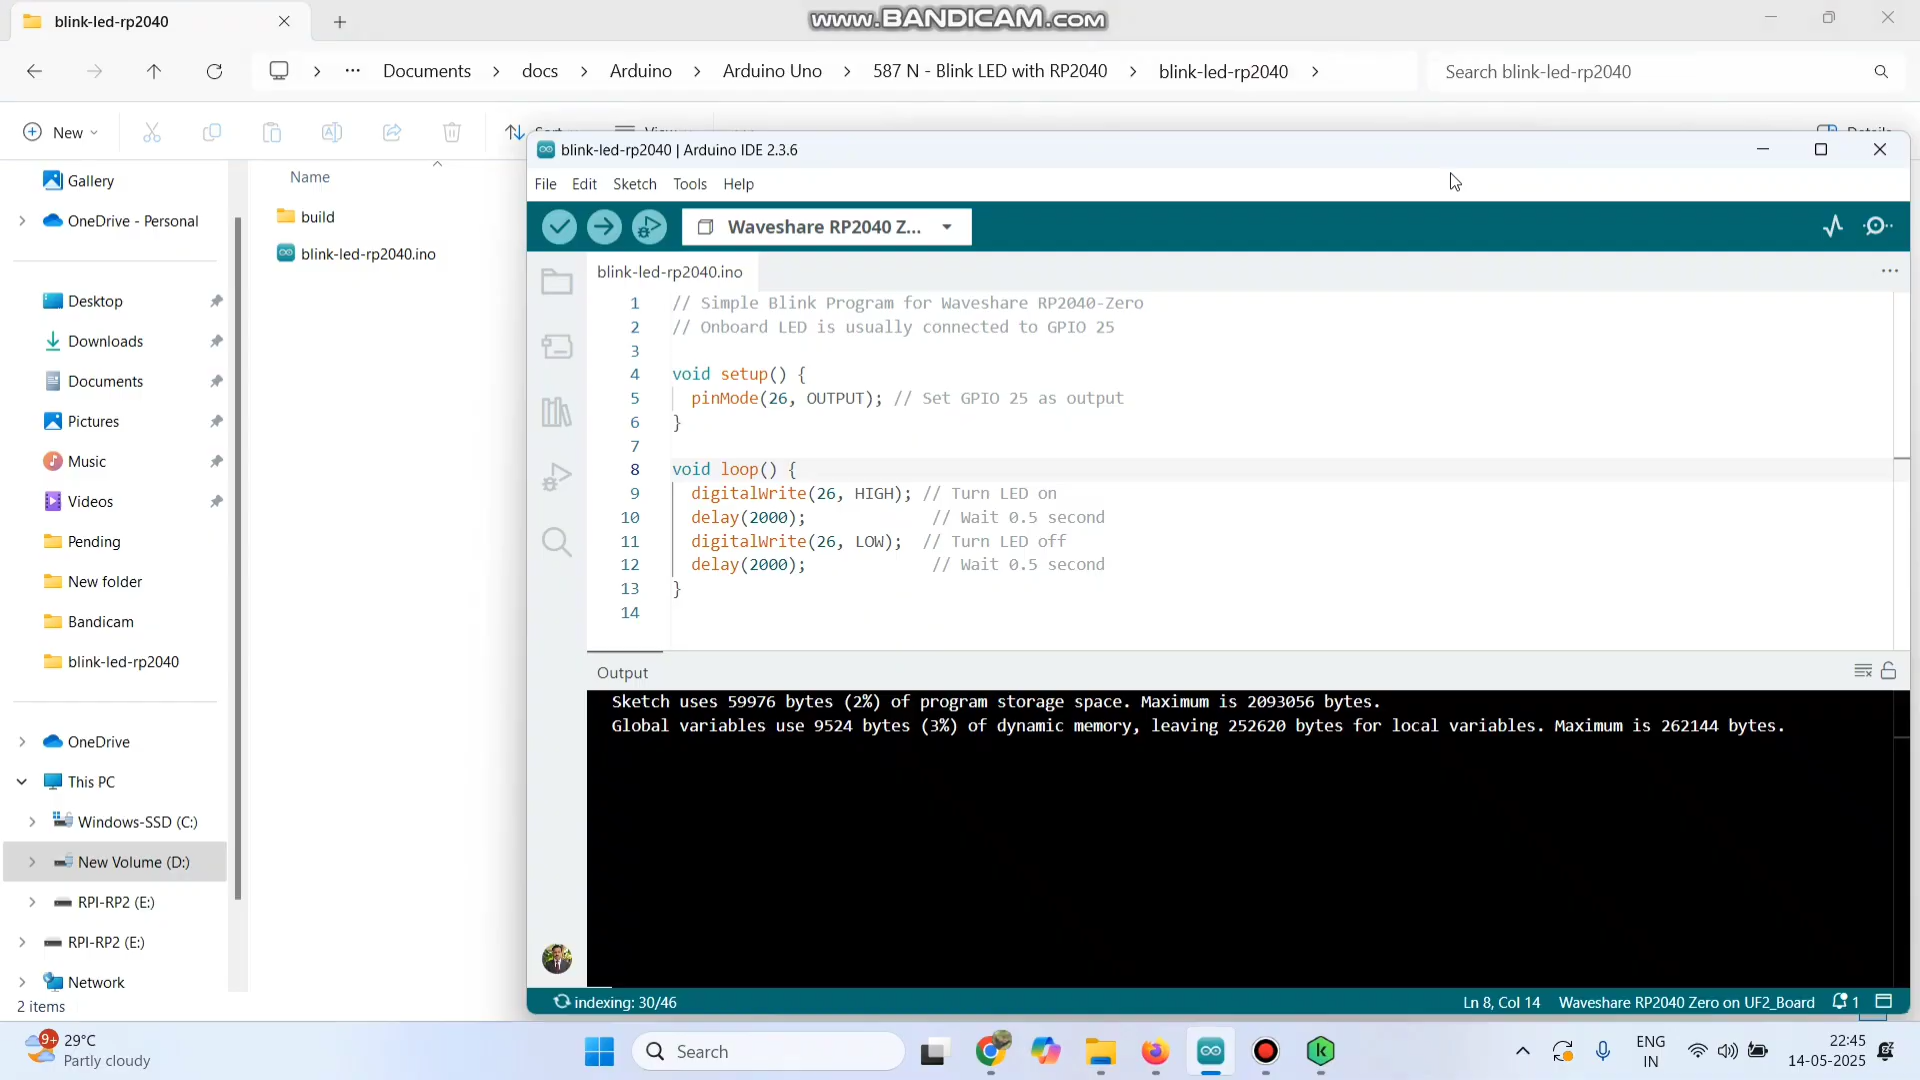 blink-led-rp2040
www.BANDICAM.com
Documents
docs
Arduino
Arduino Uno
587 N - Blink LED with RP2040
blink-led-rp2040
Search blink-led-rp2040
New
Name
Gallery
OneDrive - Personal
Desktop
Downloads
Documents
Pictures
Music
Videos
Pending
New folder
Bandicam
blink-led-rp2040
OneDrive
This PC
Windows-SSD (C:)
New Volume (D:)
RPI-RP2 (E:)
RPI-RP2 (E:)
Network
2 items
build
blink-led-rp2040.ino
blink-led-rp2040 | Arduino IDE 2.3.6
File Edit Sketch Tools Help
Waveshare RP2040 Z...
blink-led-rp2040.ino
1 // Simple Blink Program for Waveshare RP2040-Zero
2 // Onboard LED is usually connected to GPIO 25
3
4 void setup() {
5 pinMode(26, OUTPUT); // Set GPIO 25 as output
6 }
7
8 void loop() {
9 digitalWrite(26, HIGH); // Turn LED on
10 delay(2000); // Wait 0.5 second
11 digitalWrite(26, LOW); // Turn LED off
12 delay(2000); // Wait 0.5 second
13 }
14
Output
Sketch uses 59976 bytes (2%) of program storage space. Maximum is 2093056 bytes.
Global variables use 9524 bytes (3%) of dynamic memory, leaving 252620 bytes for local variables. Maximum is 262144 bytes.
indexing: 30/46
Ln 8, Col 14
Waveshare RP2040 Zero on UF2_Board
1
9+
29°C
Partly cloudy
Search
ENG
IN
22:45
14-05-2025